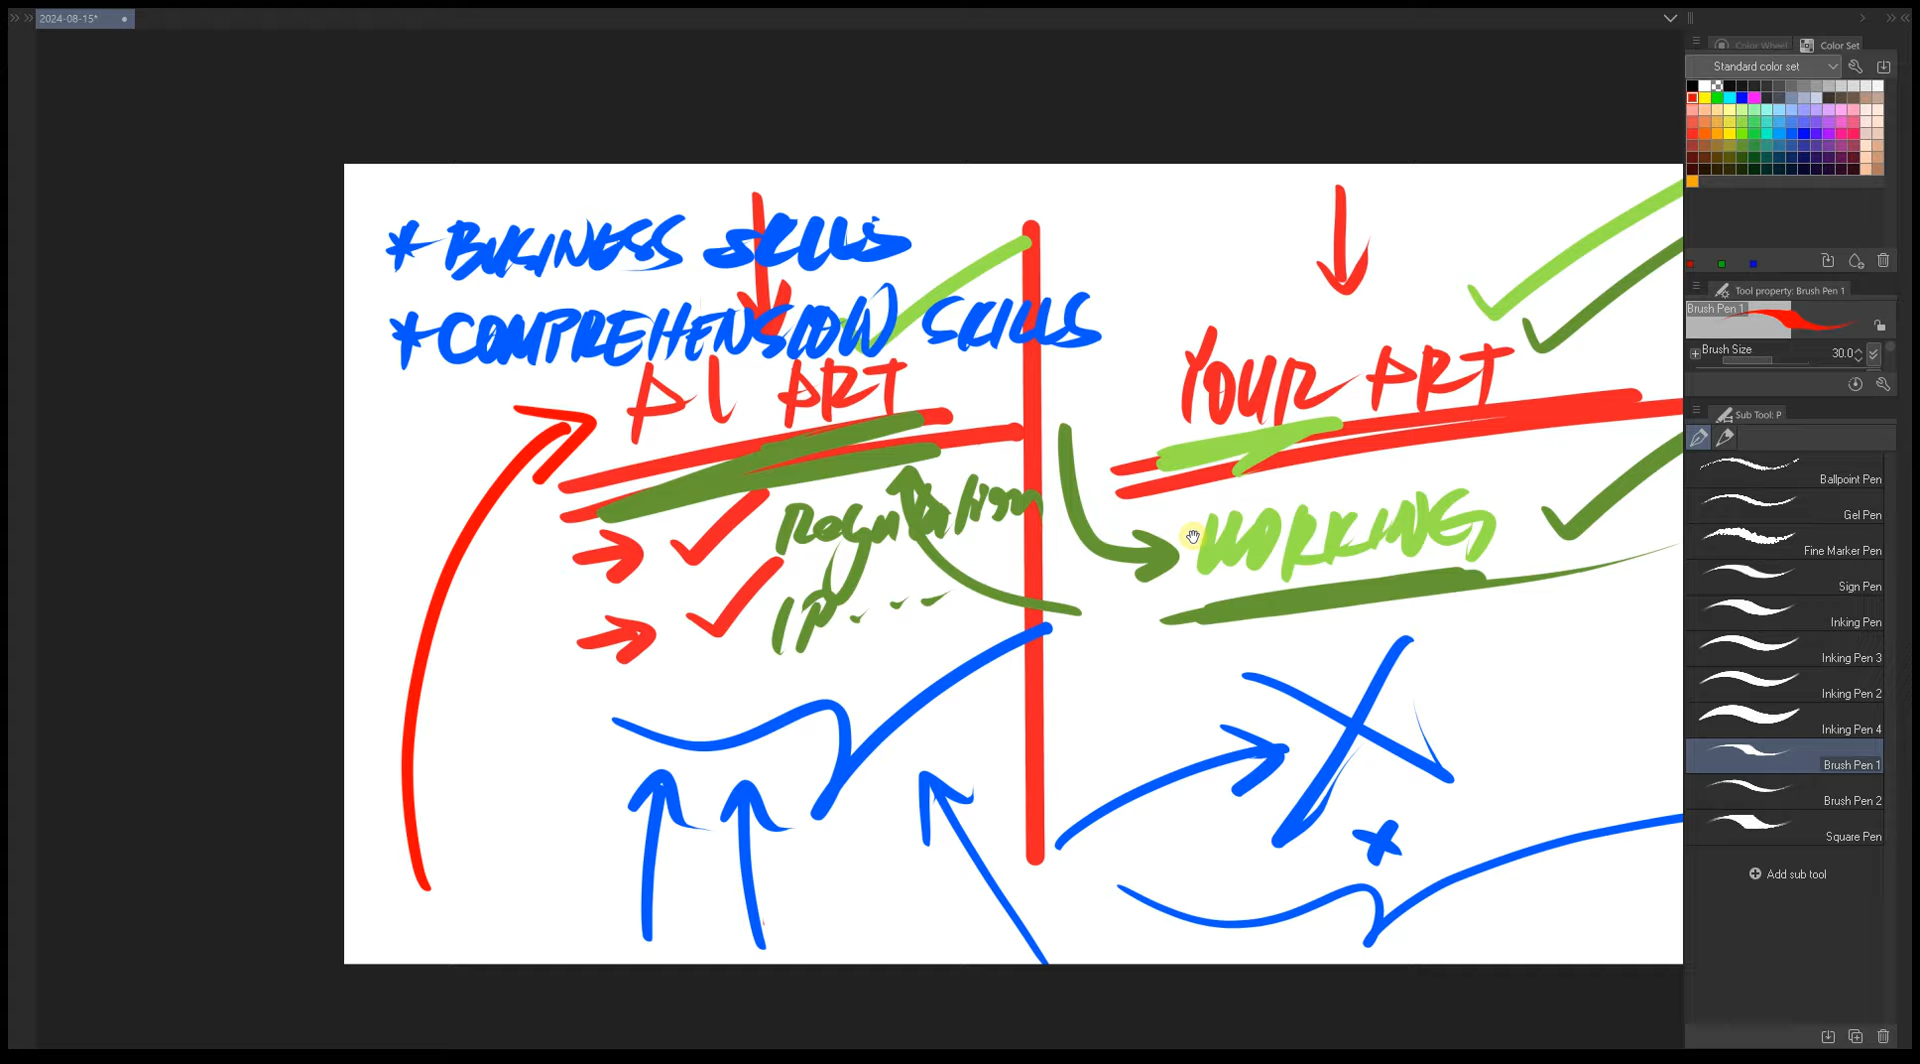 2024-08-15*
Color Wheel
Color Set
Standard color set
* BUSINESS SKILLS
* COMPREHENSION SKILLS
AI ART
YOUR ART
Regulation
IP....
WORKING
Tool property: Brush Pen 1
Brush Pen 1
Brush Size
30.0
Sub Tool: P
Ballpoint Pen
Gel Pen
Fine Marker Pen
Sign Pen
Inking Pen
Inking Pen 3
Inking Pen 2
Inking Pen 4
Brush Pen 1
Brush Pen 2
Square Pen
Add sub tool